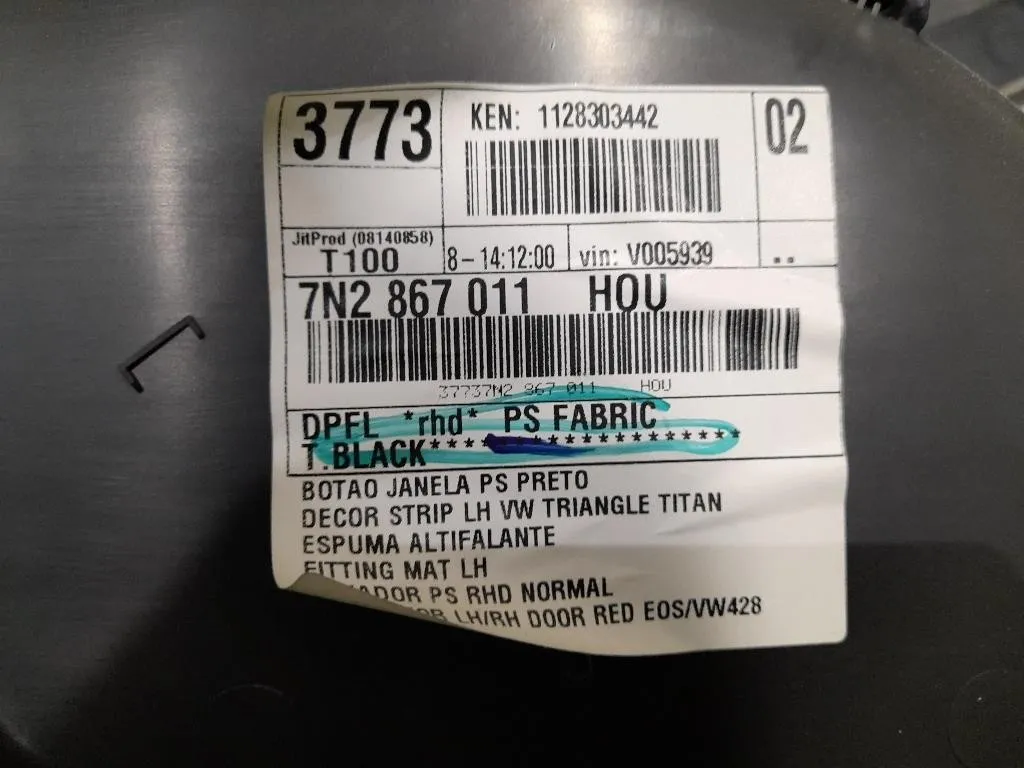 3773
KEN: 1128303442
02
JitProd (08140858)
T100
8-14:12:00
vin: V005939
..
7N2 867 011 HOU
37737N2 867 011 HOU
DPFL *rhd* PS FABRIC
T.BLACK********************
BOTAO JANELA PS PRETO
DECOR STRIP LH VW TRIANGLE TITAN
ESPUMA ALTIFALANTE
FITTING MAT LH
PS RHD NORMAL
LH/RH DOOR RED EOS/VW428